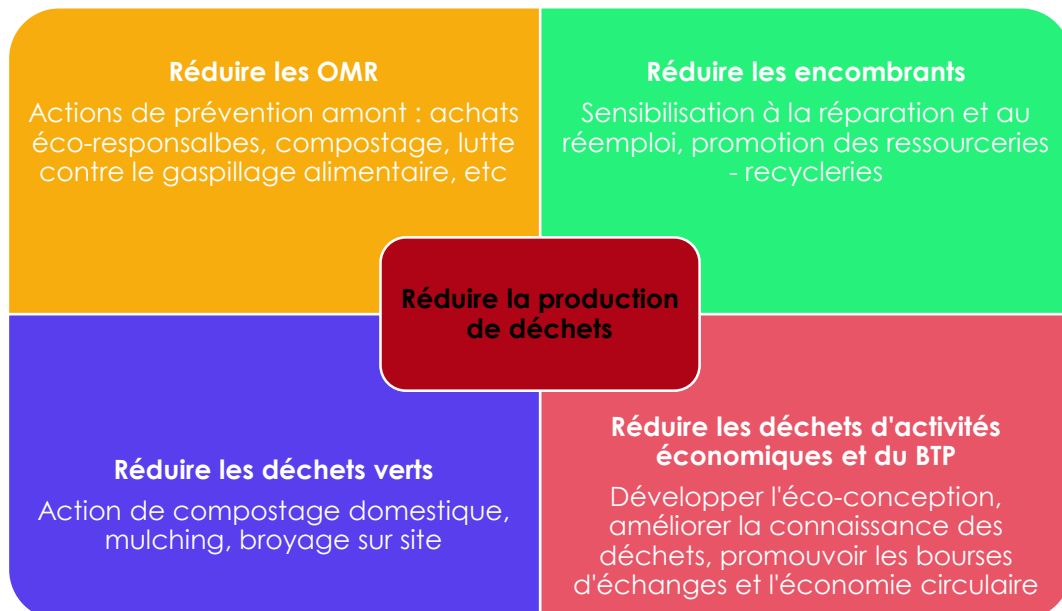 Réduire les OMR
Actions de prévention amont : achats
éco-responsalbes, compostage, lutte
contre le gaspillage alimentaire, etc
Réduire les encombrants
Sensibilisation à la réparation et au
réemploi, promotion des ressourceries
- recycleries
Réduire la production
de déchets
Réduire les déchets verts
Action de compostage domestique,
mulching, broyage sur site
Réduire les déchets d'activités
économiques et du BTP
Développer l'éco-conception,
améliorer la connaissance des
déchets, promouvoir les bourses
d'échanges et l'économie circulaire